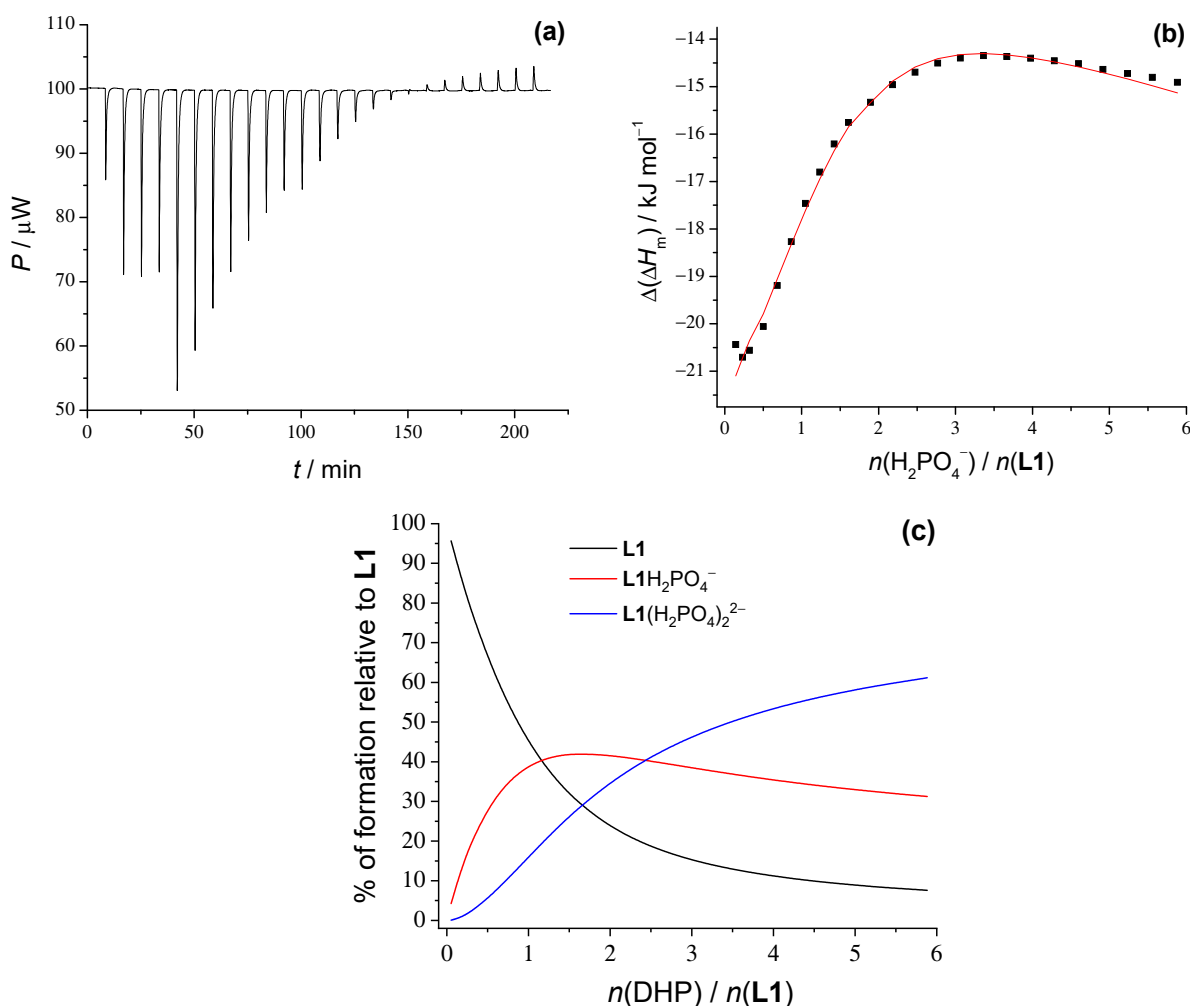 (a)
110
100
90
80
70
60
50
P / μW
0 50 100 150 200
t / min
(b)
−14
−15
−16
−17
−18
−19
−20
−21
Δ(ΔHm) / kJ mol⁻¹
0 1 2 3 4 5 6
n(H₂PO₄⁻) / n(L1)
(c)
100
90
80
70
60
50
40
30
20
10
0
% of formation relative to L1
L1
L1H₂PO₄⁻
L1(H₂PO₄)₂²⁻
0 1 2 3 4 5 6
n(DHP) / n(L1)